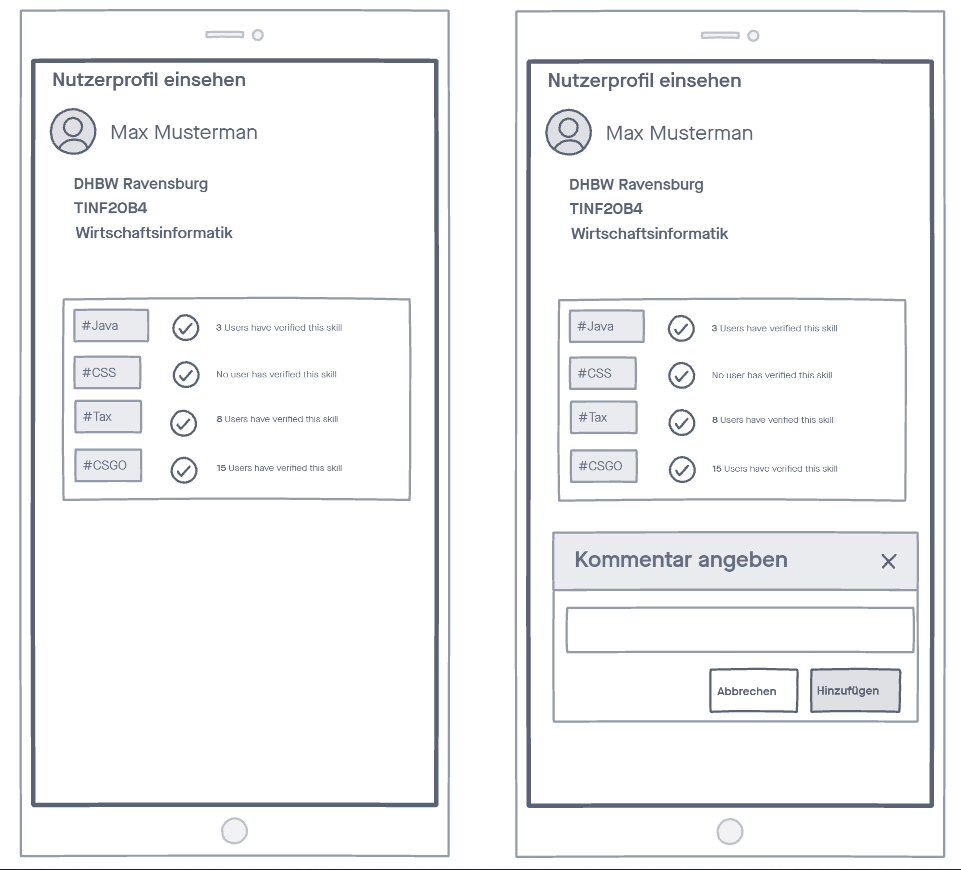 Nutzerprofil einsehen
Max Musterman
DHBW Ravensburg
TINF20B4
Wirtschaftsinformatik
#Java 3 Users have verified this skill
#CSS No user has verified this skill
#Tax 8 Users have verified this skill
#CSGO 15 Users have verified this skill
Nutzerprofil einsehen
Max Musterman
DHBW Ravensburg
TINF20B4
Wirtschaftsinformatik
#Java 3 Users have verified this skill
#CSS No user has verified this skill
#Tax 8 Users have verified this skill
#CSGO 15 Users have verified this skill
Kommentar angeben
Abbrechen Hinzufügen